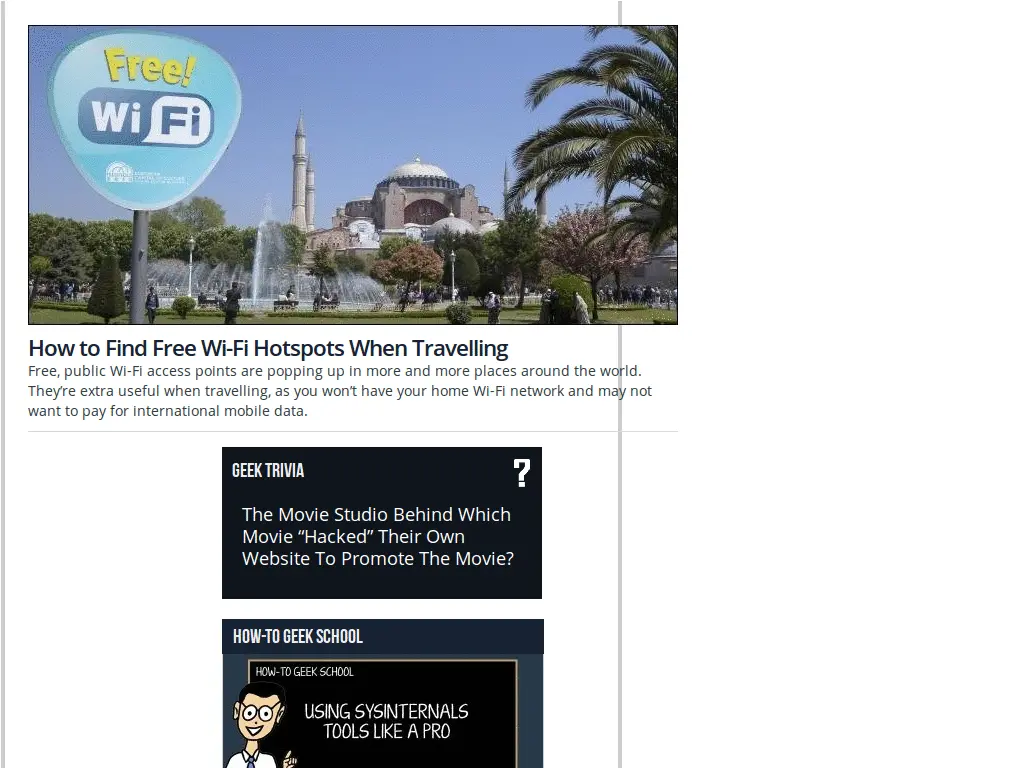 Free!
Wi Fi
How to Find Free Wi-Fi Hotspots When Travelling
Free, public Wi-Fi access points are popping up in more and more places around the world.
They’re extra useful when travelling, as you won’t have your home Wi-Fi network and may not
want to pay for international mobile data.
GEEK TRIVIA
?
The Movie Studio Behind Which
Movie “Hacked” Their Own
Website To Promote The Movie?
HOW-TO GEEK SCHOOL
HOW-TO GEEK SCHOOL
USING SYSINTERNALS
TOOLS LIKE A PRO